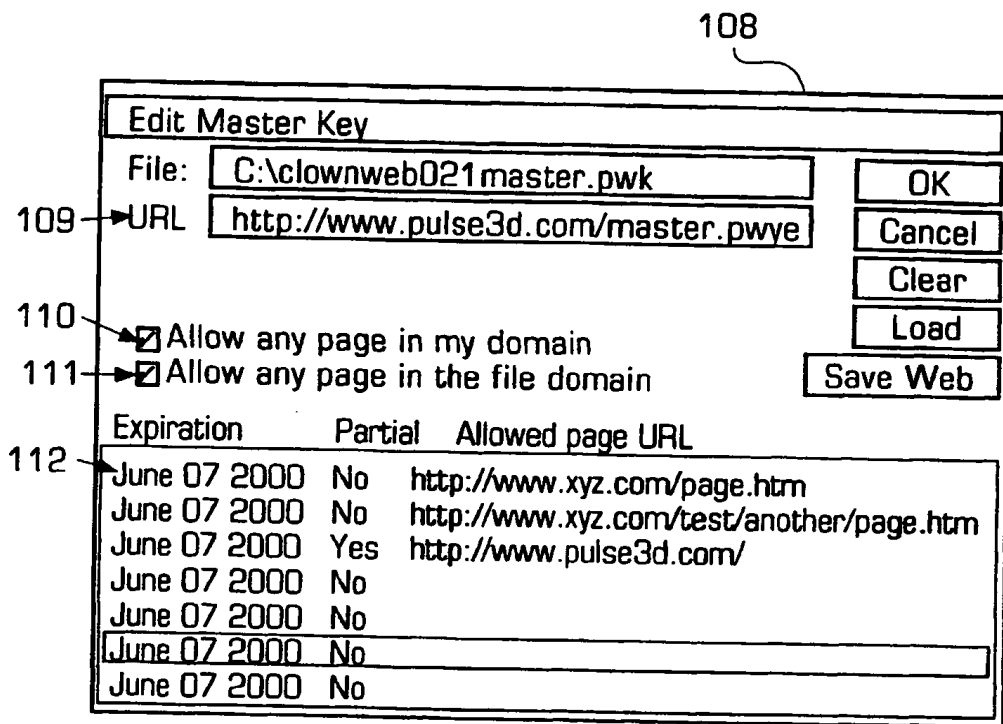 108
Edit Master Key
File: C:\clownweb021master.pwk OK
109 URL http://www.pulse3d.com/master.pwye Cancel
Clear
110 Allow any page in my domain Load
111 Allow any page in the file domain Save Web
Expiration Partial Allowed page URL
112 June 07 2000 No http://www.xyz.com/page.htm
June 07 2000 No http://www.xyz.com/test/another/page.htm
June 07 2000 Yes http://www.pulse3d.com/
June 07 2000 No
June 07 2000 No
June 07 2000 No
June 07 2000 No